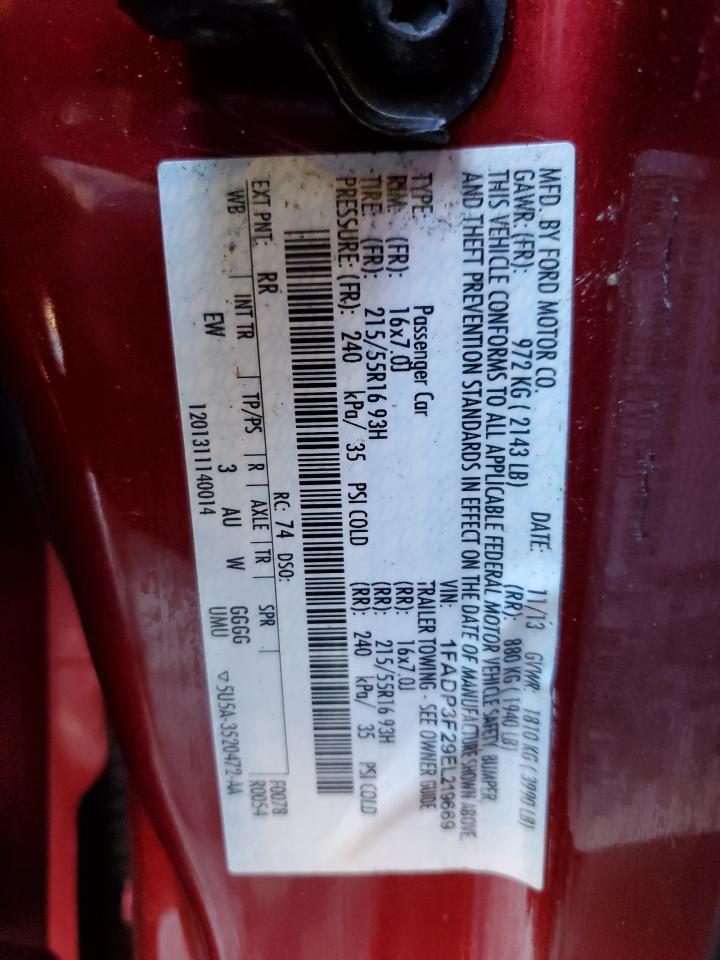 MFD. BY FORD MOTOR CO. DATE: 11/13 GVWR: 1810 KG ( 3990 LB)
GAWR: (FR): 972 KG ( 2143 LB) (RR): 880 KG ( 1940 LB)
THIS VEHICLE CONFORMS TO ALL APPLICABLE FEDERAL MOTOR VEHICLE SAFETY, BUMPER
AND THEFT PREVENTION STANDARDS IN EFFECT ON THE DATE OF MANUFACTURE SHOWN ABOVE
VIN: 1FADP3F29EL219669
TYPE: Passenger Car TRAILER TOWING - SEE OWNER GUIDE
RIM: (FR): 16x7.0J (RR): 16x7.0J
TIRE: (FR): 215/55R16 93H (RR): 215/55R16 93H
PRESSURE: (FR): 240 kPa/ 35 PSI COLD (RR): 240 kPa/ 35 PSI COLD
F0078
EXT PNT: RR RC: 74 DSO: R0054
WB INT TR TP/PS R AXLE TR SPR
EW 3 AU W GGGG
UMU
1201311140014 ▽5U5A-3520472-AA